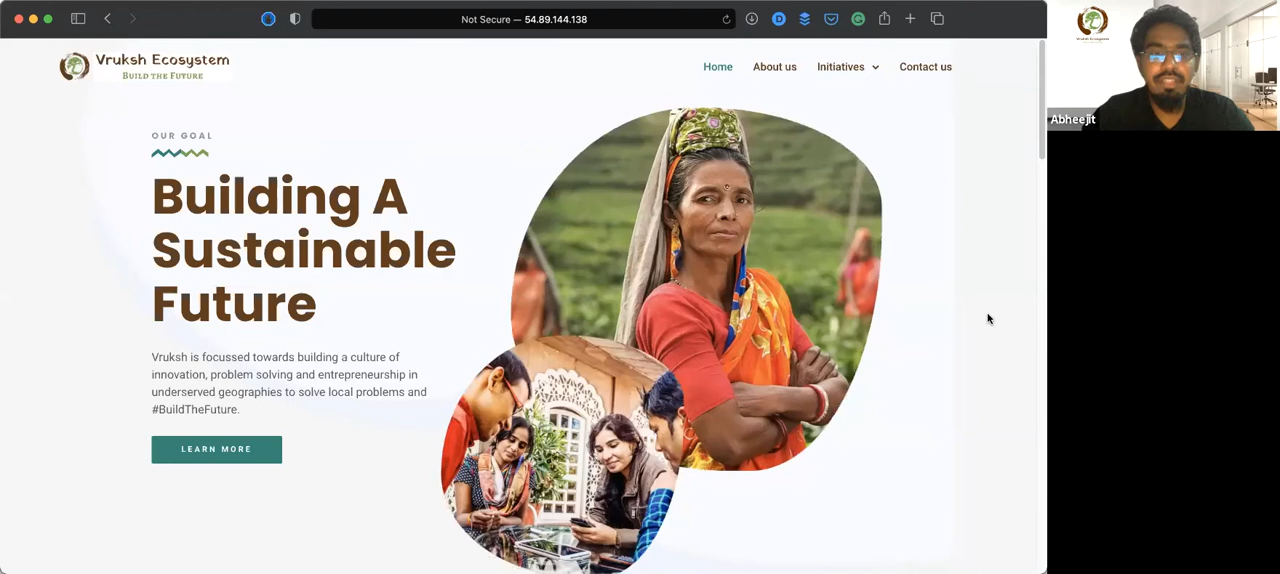 Not Secure — 54.89.144.138
Vruksh Ecosystem
BUILD THE FUTURE
Home
About us
Initiatives
Contact us
OUR GOAL
Building A
Sustainable
Future
Vruksh is focussed towards building a culture of
innovation, problem solving and entrepreneurship in
underserved geographies to solve local problems and
#BuildTheFuture.
LEARN MORE
Abheejit